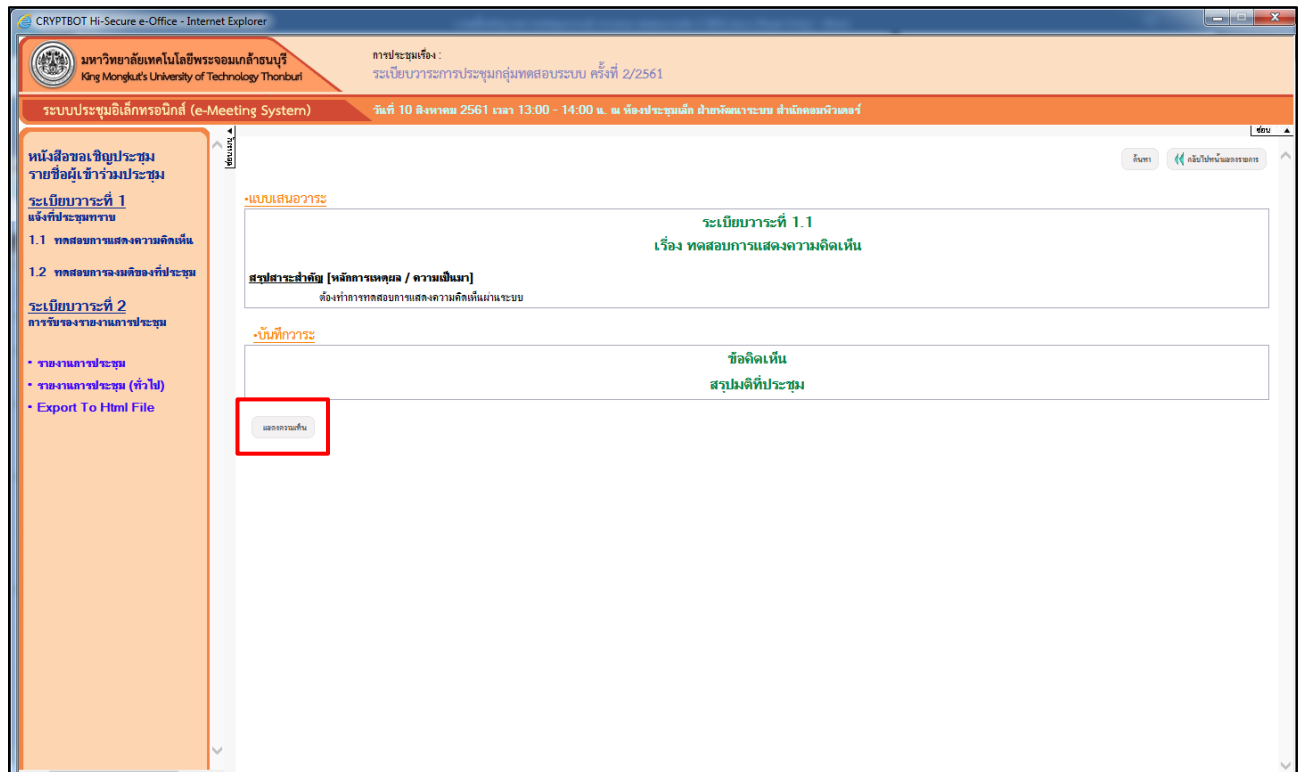 CRYPTBOT Hi-Secure e-Office - Internet Explorer
มหาวิทยาลัยเทคโนโลยีพระจอมเกล้าธนบุรี
King Mongkut's University of Technology Thonburi
การประชุมเรื่อง :
ระเบียบวาระการประชุมกลุ่มทดสอบระบบ ครั้งที่ 2/2561
ระบบประชุมอิเล็กทรอนิกส์ (e-Meeting System)
วันที่ 10 สิงหาคม 2561 เวลา 13:00 - 14:00 น. ณ ห้องประชุมเล็ก ฝ่ายพัฒนาระบบ สำนักคอมพิวเตอร์
ซ่อน
ซ่อนเมนู
หนังสือขอเชิญประชุม
รายชื่อผู้เข้าร่วมประชุม
ระเบียบวาระที่ 1
แจ้งที่ประชุมทราบ
1.1 ทดสอบการแสดงความคิดเห็น
1.2 ทดสอบการลงมติของที่ประชุม
ระเบียบวาระที่ 2
การรับรองรายงานการประชุม
• รายงานการประชุม
• รายงานการประชุม (ทั่วไป)
• Export To Html File
ค้นหา
กลับไปหน้าแสดงรายการ
•แบบเสนอวาระ
ระเบียบวาระที่ 1.1
เรื่อง ทดสอบการแสดงความคิดเห็น
สรุปสาระสำคัญ [หลักการเหตุผล / ความเป็นมา]
ต้องทำการทดสอบการแสดงความคิดเห็นผ่านระบบ
•บันทึกวาระ
ข้อคิดเห็น
สรุปมติที่ประชุม
แสดงความเห็น